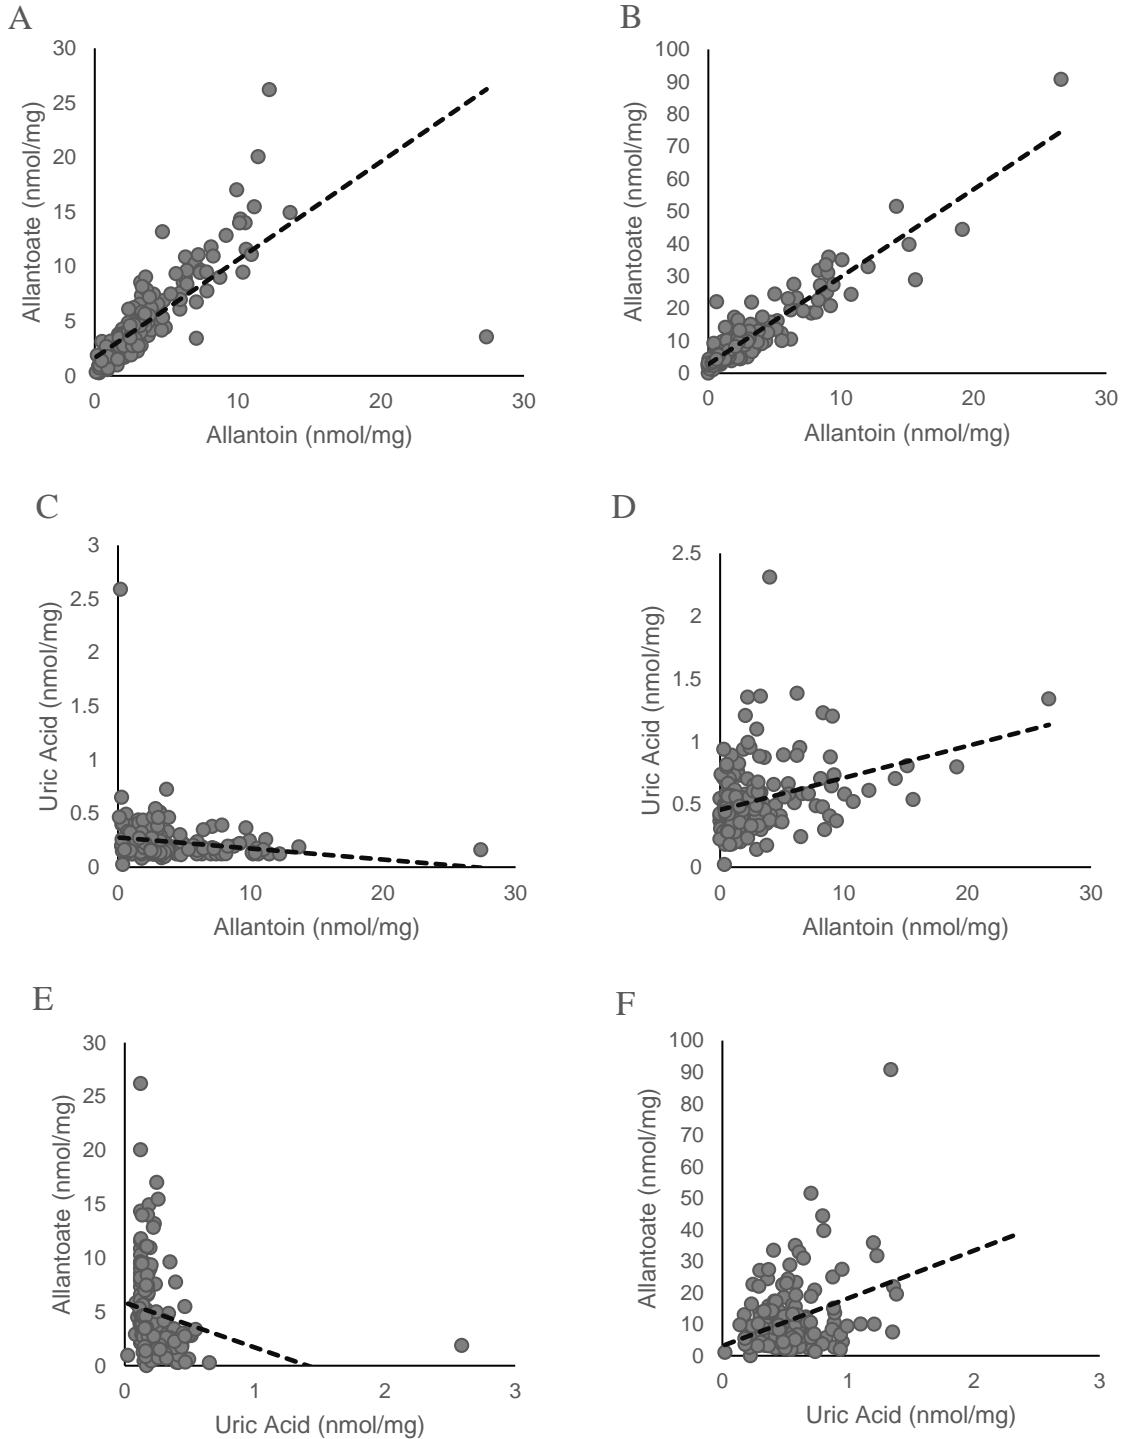 A
30
25
20
15
10
5
0
0 10 20 30
Allantoate (nmol/mg)
Allantoin (nmol/mg)
B
100
90
80
70
60
50
40
30
20
10
0
0 10 20 30
Allantoate (nmol/mg)
Allantoin (nmol/mg)
C
3
2.5
2
1.5
1
0.5
0
0 10 20 30
Uric Acid (nmol/mg)
Allantoin (nmol/mg)
D
2.5
2
1.5
1
0.5
0
0 10 20 30
Uric Acid (nmol/mg)
Allantoin (nmol/mg)
E
30
25
20
15
10
5
0
0 1 2 3
Allantoate (nmol/mg)
Uric Acid (nmol/mg)
F
100
90
80
70
60
50
40
30
20
10
0
0 1 2 3
Allantoate (nmol/mg)
Uric Acid (nmol/mg)